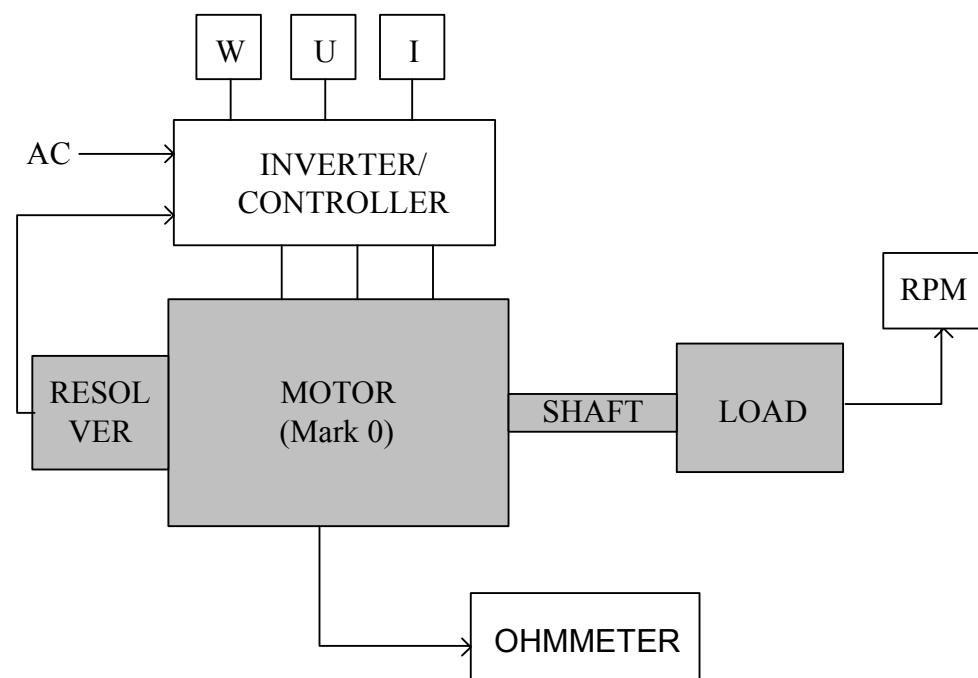 W
U
I
AC
INVERTER/
CONTROLLER
RPM
RESOL
VER
MOTOR
(Mark 0)
SHAFT
LOAD
OHMMETER